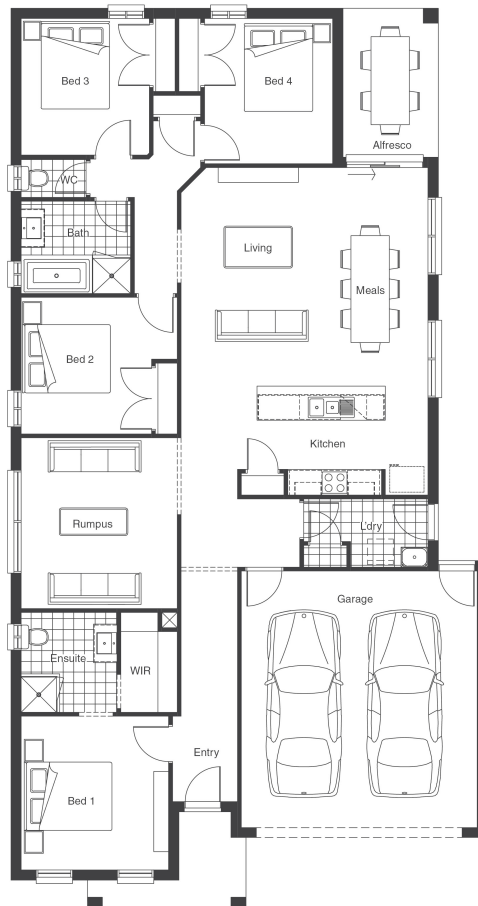 Bed 3
Bed 4
Alfresco
WC
Bath
Living
Meals
Bed 2
Kitchen
Rumpus
L'dry
Garage
Ensuite
WIR
Entry
Bed 1